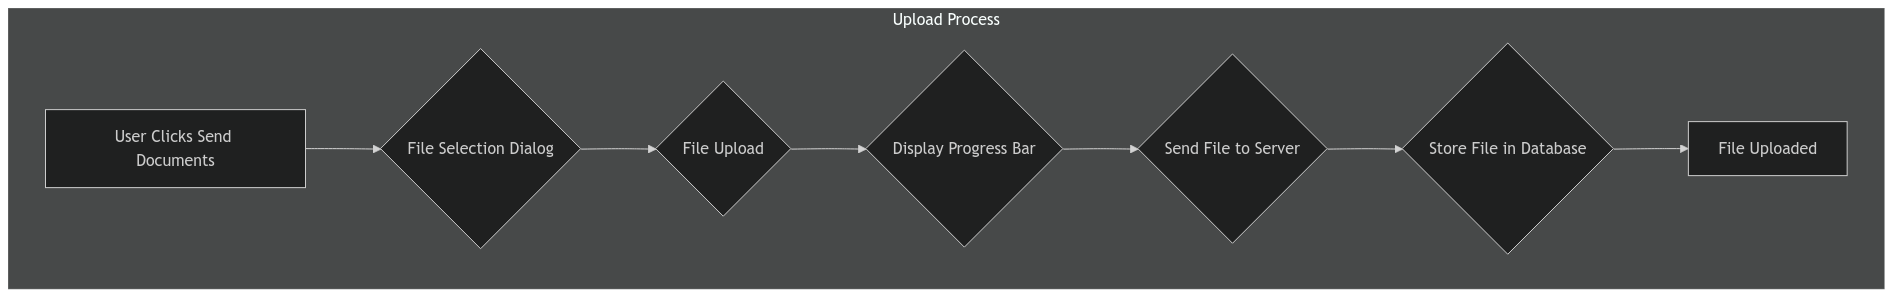 Upload Process
User Clicks Send
Documents
File Selection Dialog
File Upload
Display Progress Bar
Send File to Server
Store File in Database
File Uploaded